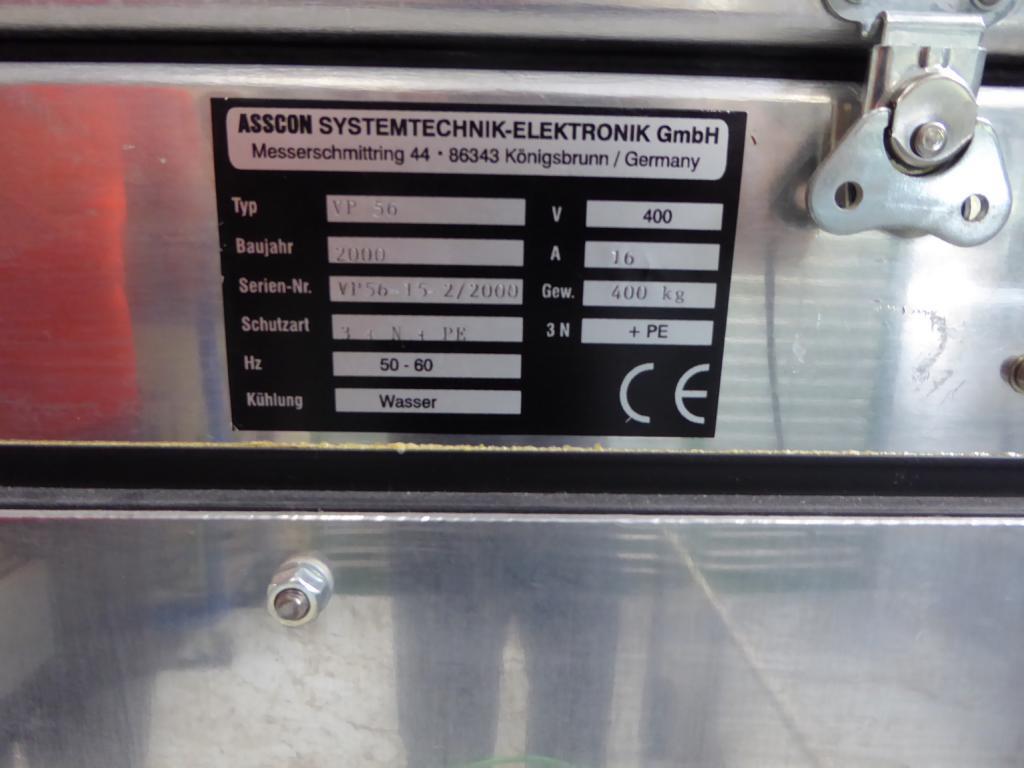 ASSCON SYSTEMTECHNIK-ELEKTRONIK GmbH
Messerschmittring 44 · 86343 Königsbrunn / Germany
Typ VP 56 V 400
Baujahr 2000 A 16
Serien-Nr. VP56 15 2/2000 Gew. 400 kg
Schutzart 3 + N + PE 3 N + PE
Hz 50 - 60
Kühlung Wasser
CE